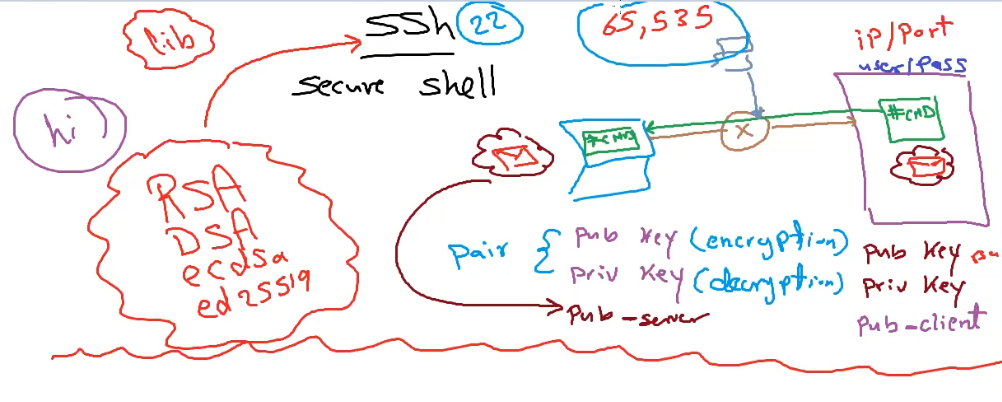 lib
SSh 22
65,535
iP/Port
user/Pass
secure shell
hi
X
#CMD
#CMD
RSA
DSA
ecdsa
ed25519
Pair { Pub Key (encryption)
Priv Key (decryption)
Pub Key
Priv Key
Pub-server
Pub-client